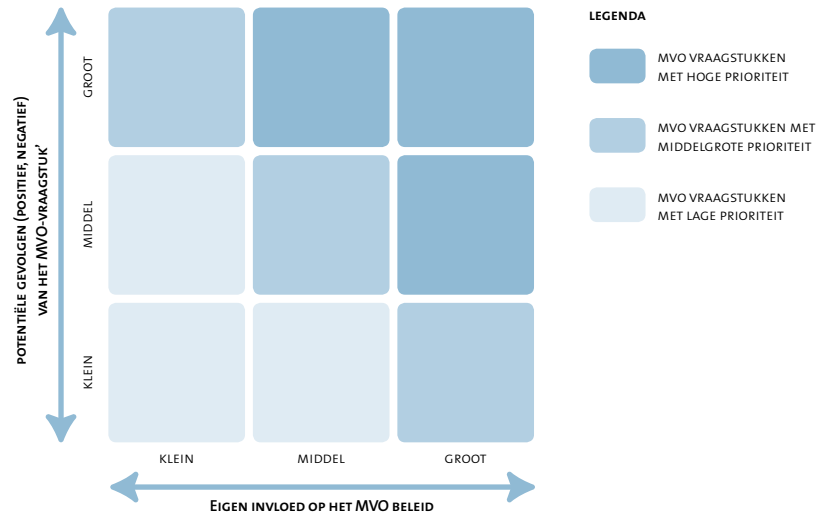 POTENTIËLE GEVOLGEN (POSITIEF, NEGATIEF)
VAN HET MVO-VRAAGSTUK’
GROOT
MIDDEL
KLEIN
KLEIN
MIDDEL
GROOT
EIGEN INVLOED OP HET MVO BELEID
LEGENDA
MVO VRAAGSTUKKEN
MET HOGE PRIORITEIT
MVO VRAAGSTUKKEN MET
MIDDELGROTE PRIORITEIT
MVO VRAAGSTUKKEN
MET LAGE PRIORITEIT